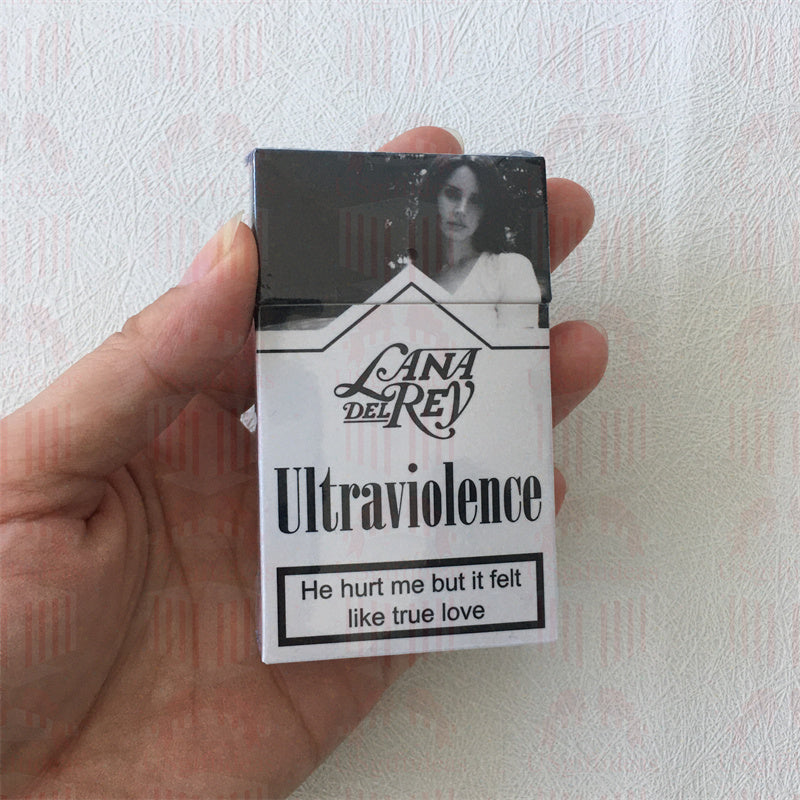 LANA
DEL REY
Ultraviolence
He hurt me but it felt
like true love